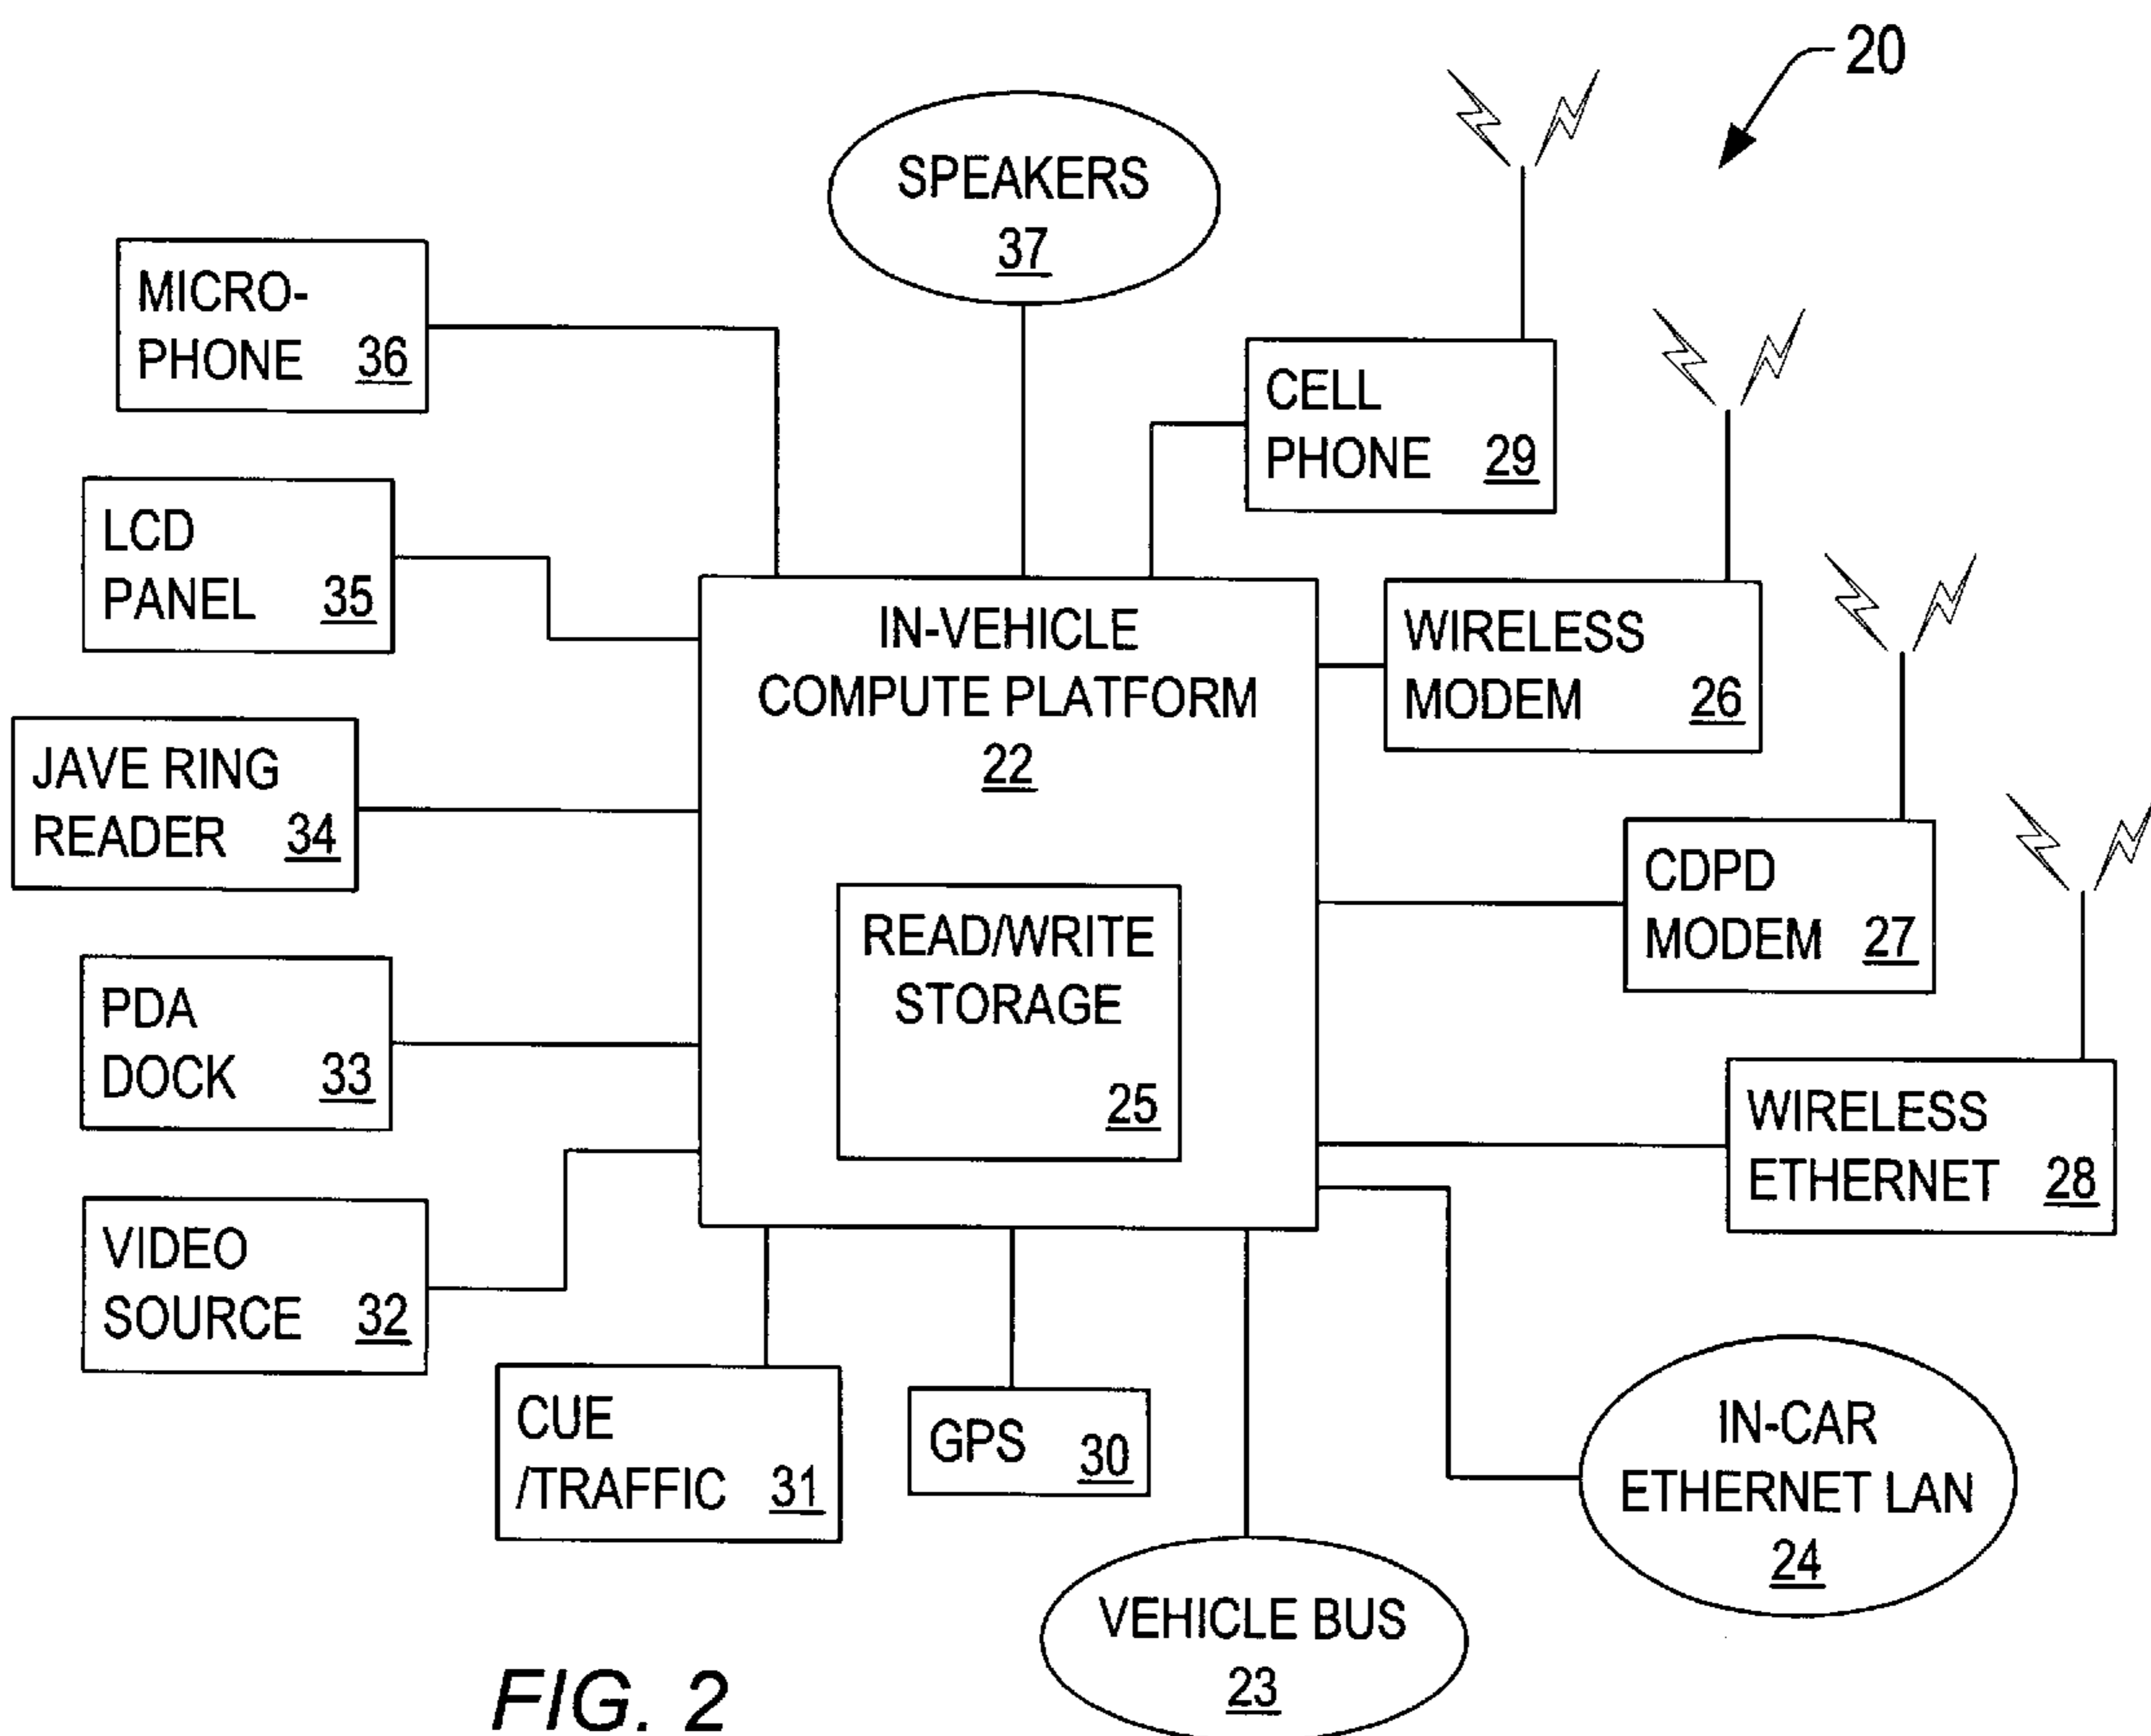 20
SPEAKERS
37
MICRO-
PHONE 36
CELL
PHONE 29
LCD
PANEL 35
IN-VEHICLE
COMPUTE PLATFORM
22
WIRELESS
MODEM 26
JAVE RING
READER 34
READ/WRITE
STORAGE
25
CDPD
MODEM 27
PDA
DOCK 33
WIRELESS
ETHERNET 28
VIDEO
SOURCE 32
CUE
/TRAFFIC 31
GPS 30
IN-CAR
ETHERNET LAN
24
VEHICLE BUS
23
FIG. 2